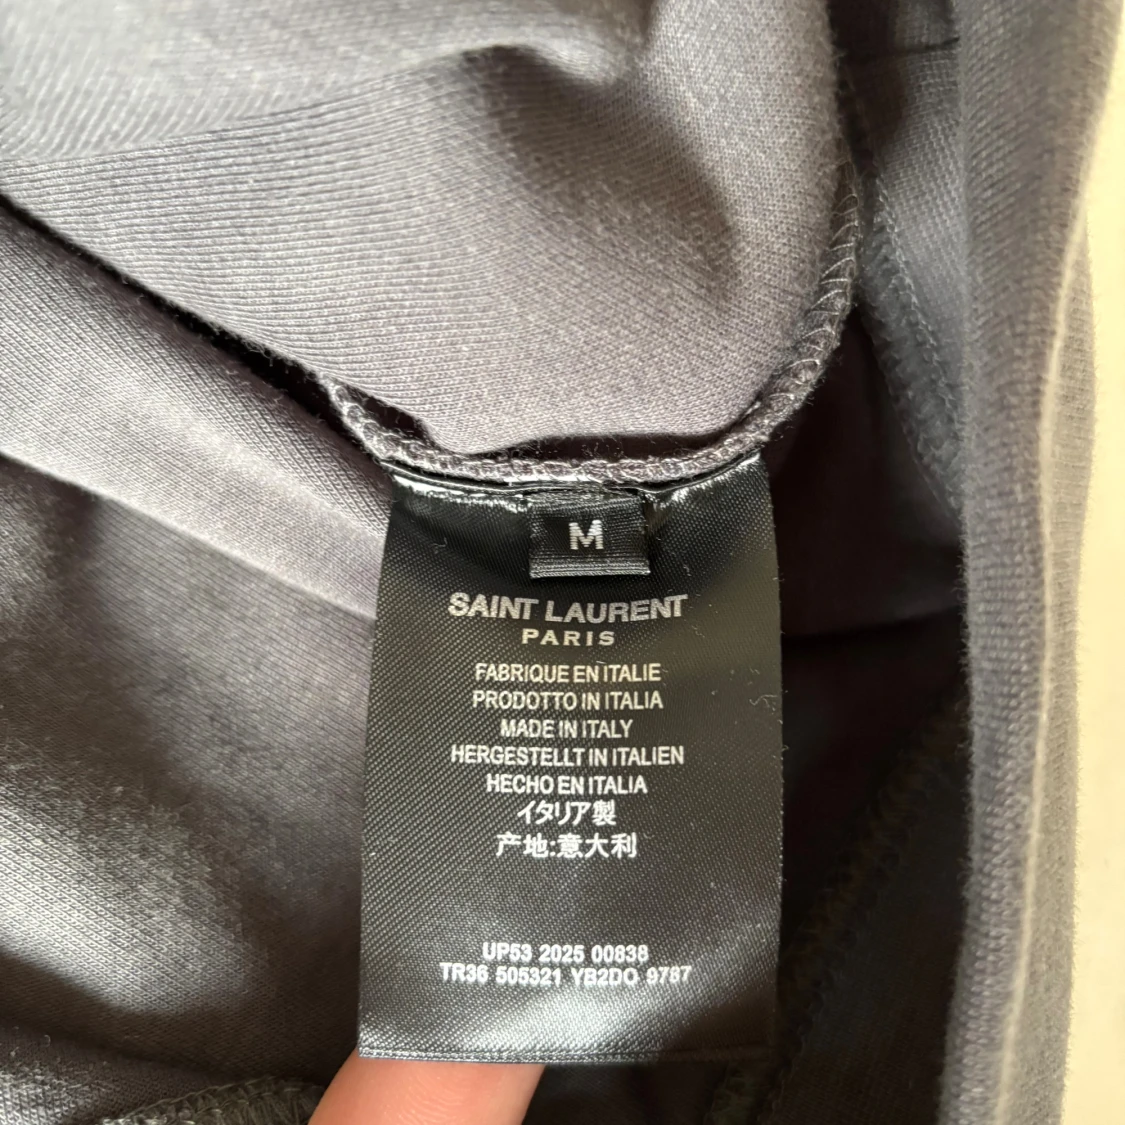 M
SAINT LAURENT
PARIS
FABRIQUE EN ITALIE
PRODOTTO IN ITALIA
MADE IN ITALY
HERGESTELLT IN ITALIEN
HECHO EN ITALIA
イタリア製
产地:意大利
UP53 2025 00838
TR36 505321 YB2DO 9787